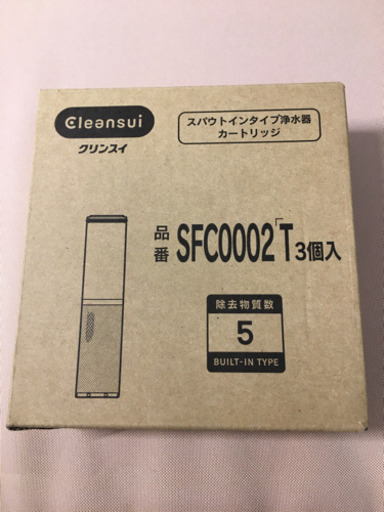 Cleansui
クリンスイ
スパウトインタイプ浄水器
カートリッジ
品番 SFC0002「T 3個入
除去物質数
5
BUILT-IN TYPE